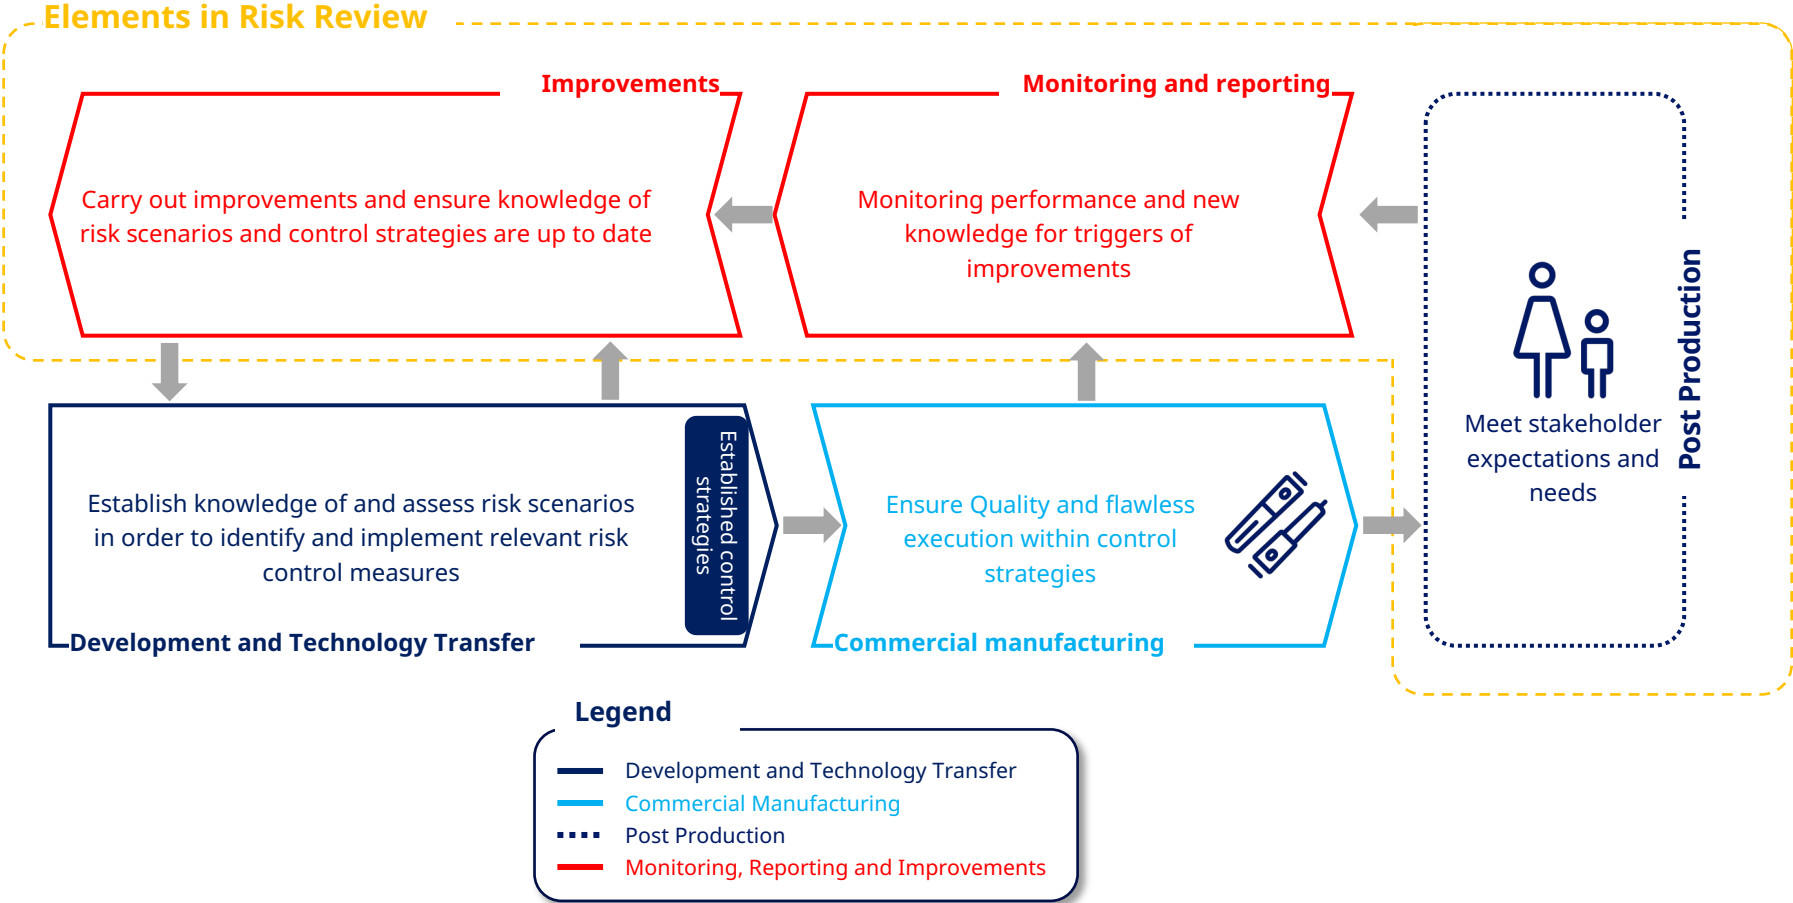 Elements in Risk Review
Improvements
Carry out improvements and ensure knowledge of
risk scenarios and control strategies are up to date
Monitoring and reporting
Monitoring performance and new
knowledge for triggers of
improvements
Post Production
Meet stakeholder
expectations and
needs
Establish knowledge of and assess risk scenarios
in order to identify and implement relevant risk
control measures
Established control
strategies
Development and Technology Transfer
Ensure Quality and flawless
execution within control
strategies
Commercial manufacturing
Legend
Development and Technology Transfer
Commercial Manufacturing
Post Production
Monitoring, Reporting and Improvements